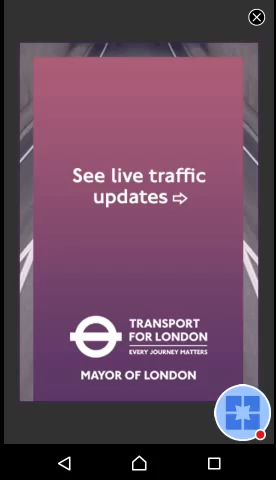 See live traffic
updates ⇨
TRANSPORT
FOR LONDON
EVERY JOURNEY MATTERS
MAYOR OF LONDON